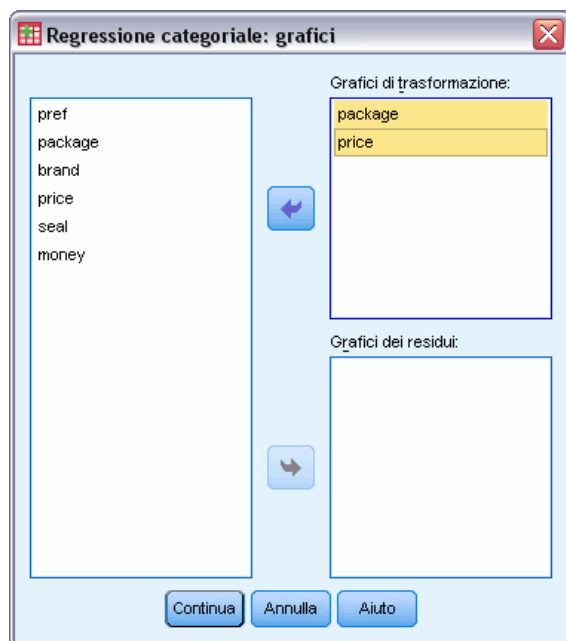 Regressione categoriale: grafici
pref
package
brand
price
seal
money
Grafici di trasformazione:
package
price
Grafici dei residui:
Continua
Annulla
Aiuto